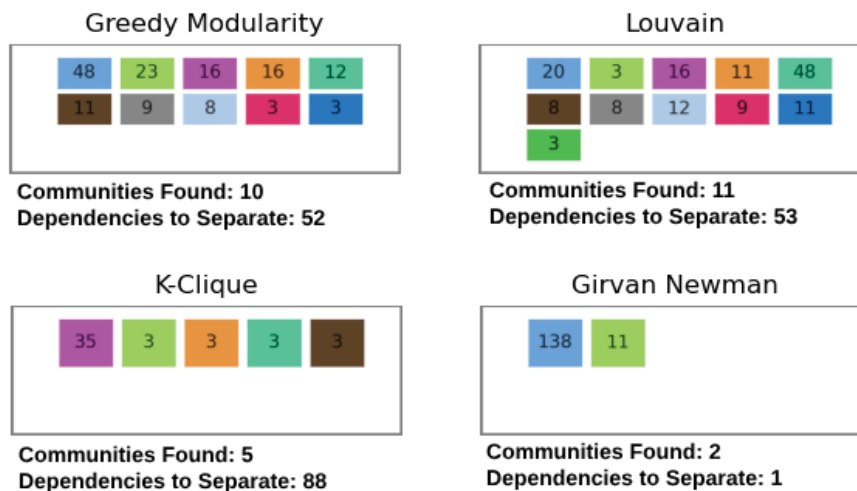 Greedy Modularity
48 23 16 16 12
11 9 8 3 3
Communities Found: 10
Dependencies to Separate: 52
Louvain
20 3 16 11 48
8 8 12 9 11
3
Communities Found: 11
Dependencies to Separate: 53
K-Clique
35 3 3 3 3
Communities Found: 5
Dependencies to Separate: 88
Girvan Newman
138 11
Communities Found: 2
Dependencies to Separate: 1